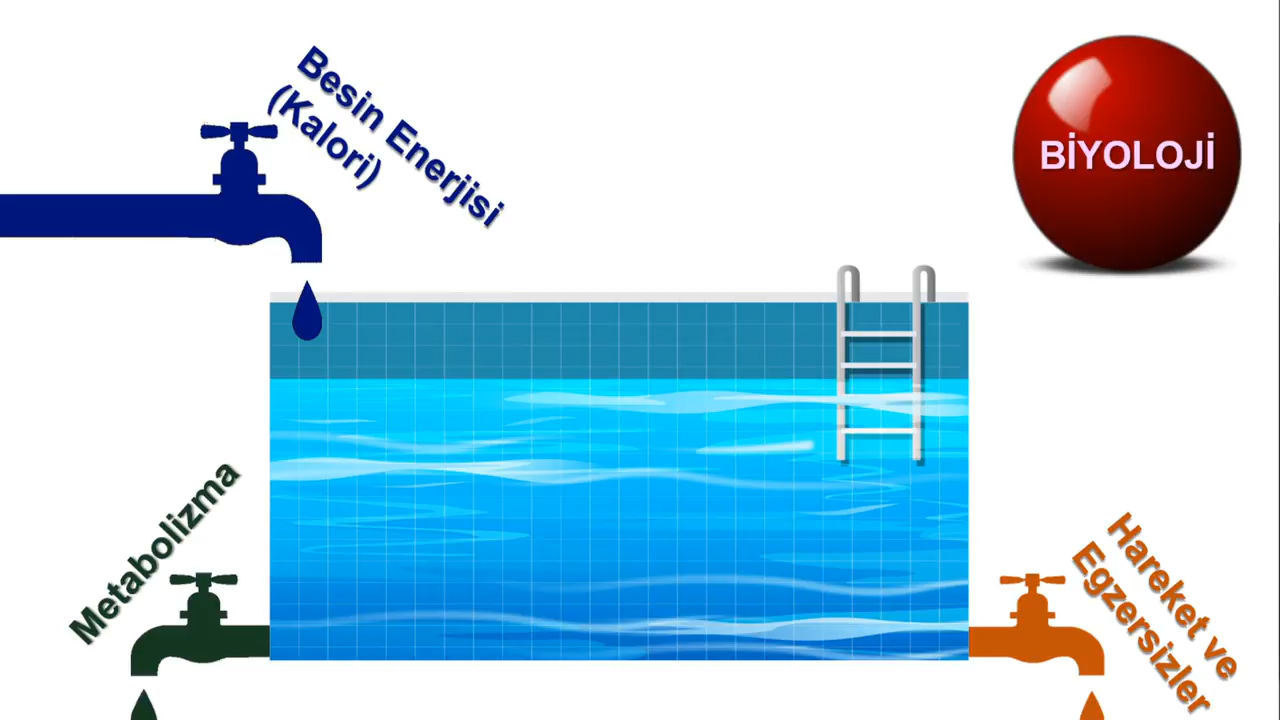 Besin Enerjisi
(Kalori)
BİYOLOJİ
Metabolizma
Hareket ve
Egzersizler